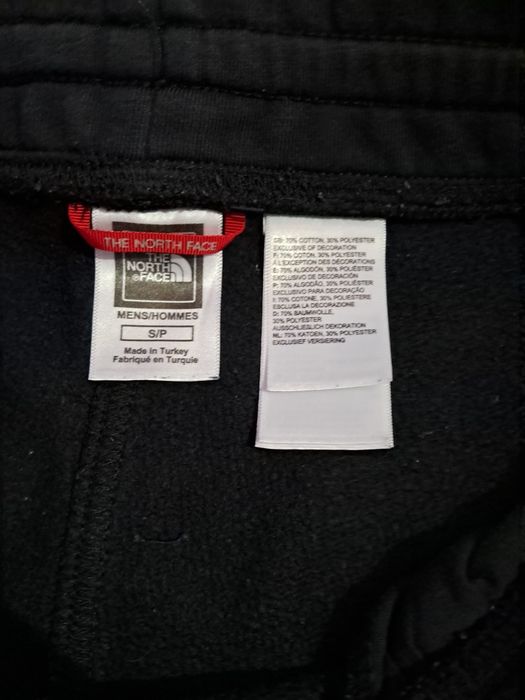 THE NORTH FACE
THE
NORTH
FACE
MENS/HOMMES
S/P
Made in Turkey
Fabriqué en Turquie
GB: 70% COTTON, 30% POLYESTER
EXCLUSIVE OF DECORATION
F: 70% COTON, 30% POLYESTER
À L'EXCEPTION DES DÉCORATIONS
E: 70% ALGODÓN, 30% POLIÉSTER
EXCLUSIVO DE DECORACIÓN
P: 70% ALGODÃO, 30% POLIÉSTER
EXCLUSIVO PARA DECORAÇÃO
I: 70% COTONE, 30% POLIESTERE
ESCLUSA LA DECORAZIONE
D: 70% BAUMWOLLE,
30% POLYESTER
AUSSCHLIEßLICH DEKORATION
NL: 70% KATOEN, 30% POLYESTER
EXCLUSIEF VERSIERING